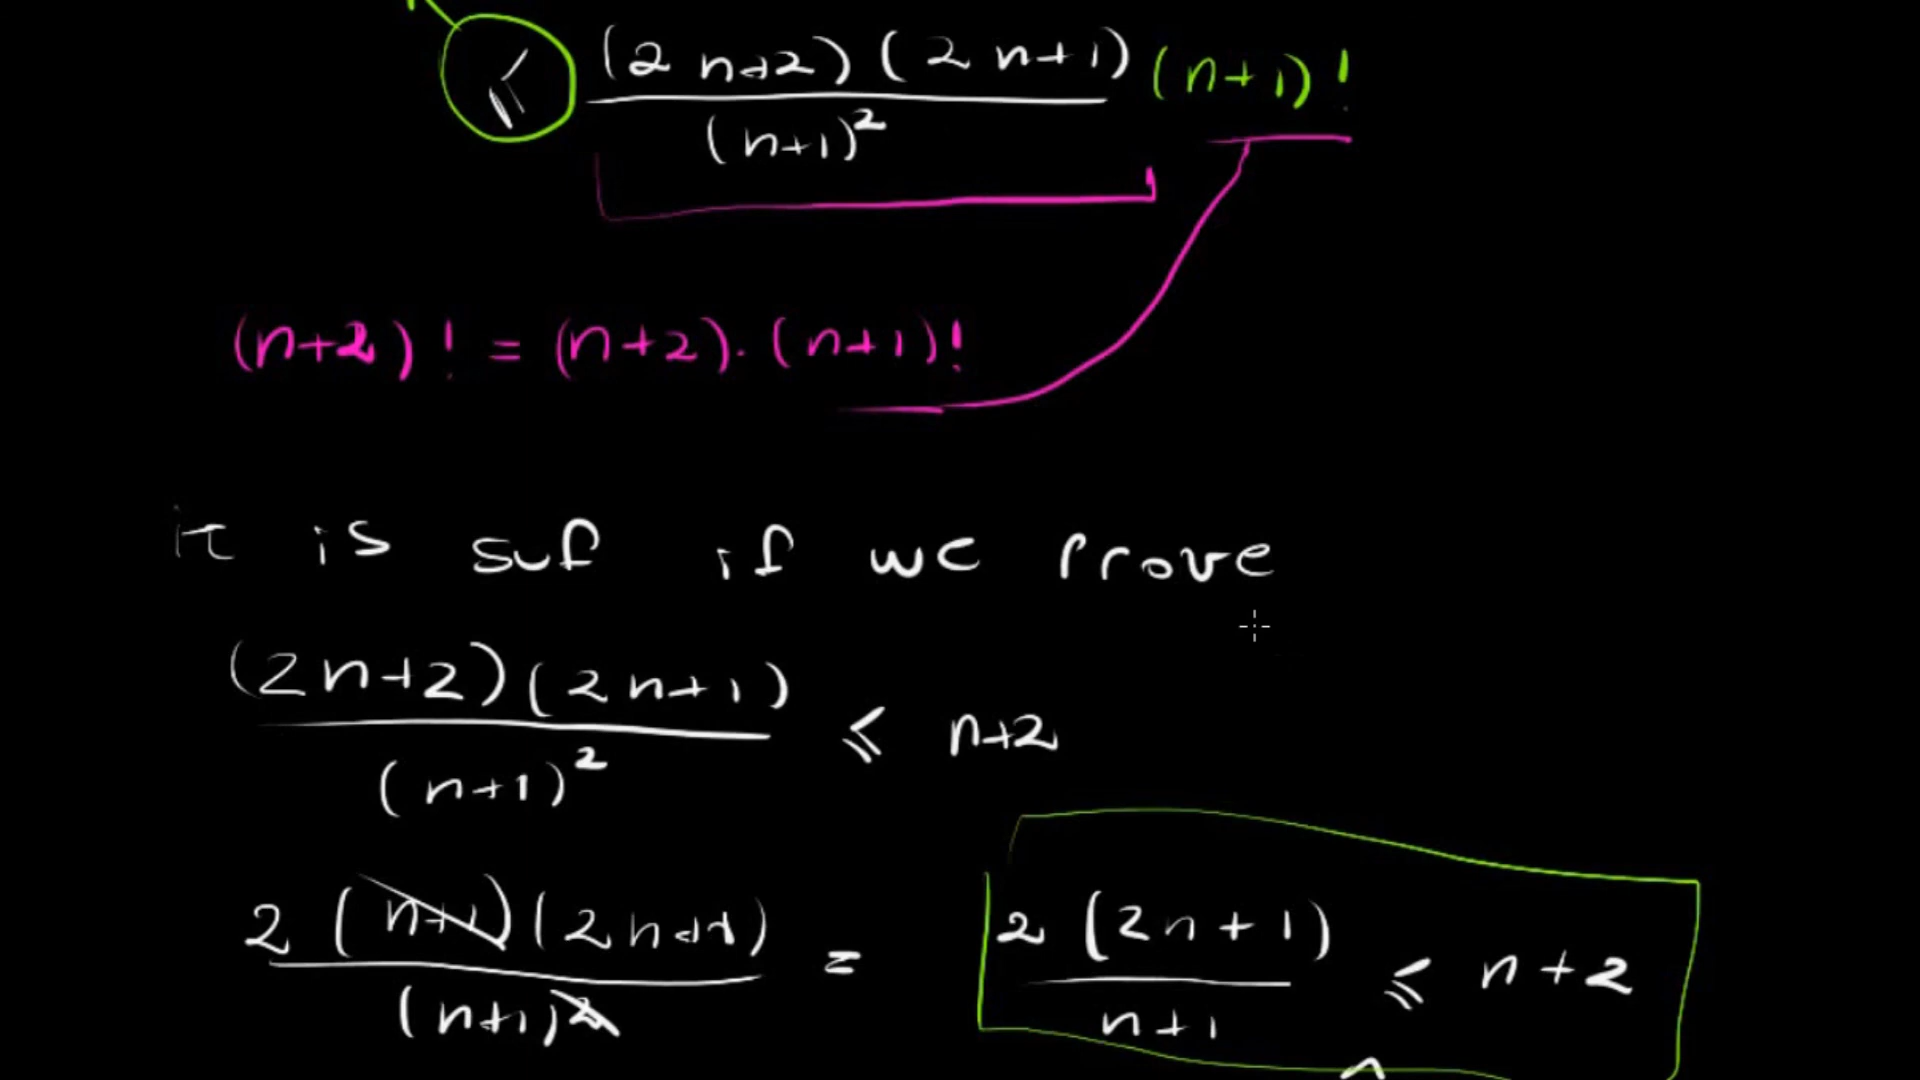 ≤ (2n+2)(2n+1)/(n+1)² (n+1)!
(n+2)! = (n+2)·(n+1)!
it is suf if we prove
(2n+2)(2n+1)/(n+1)² ≤ n+2
2(n+1)(2n+1)/(n+1)² = 2(2n+1)/n+1 ≤ n+2